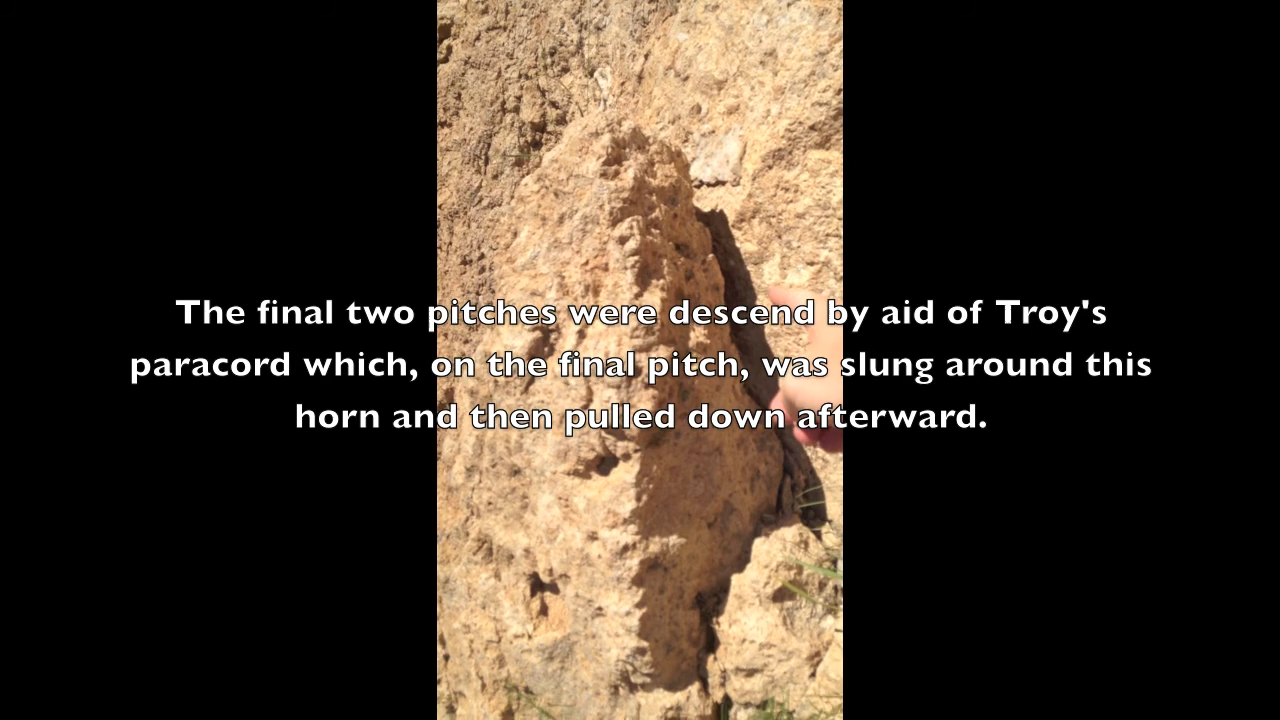 The final two pitches were descend by aid of Troy's
paracord which, on the final pitch, was slung around this
horn and then pulled down afterward.